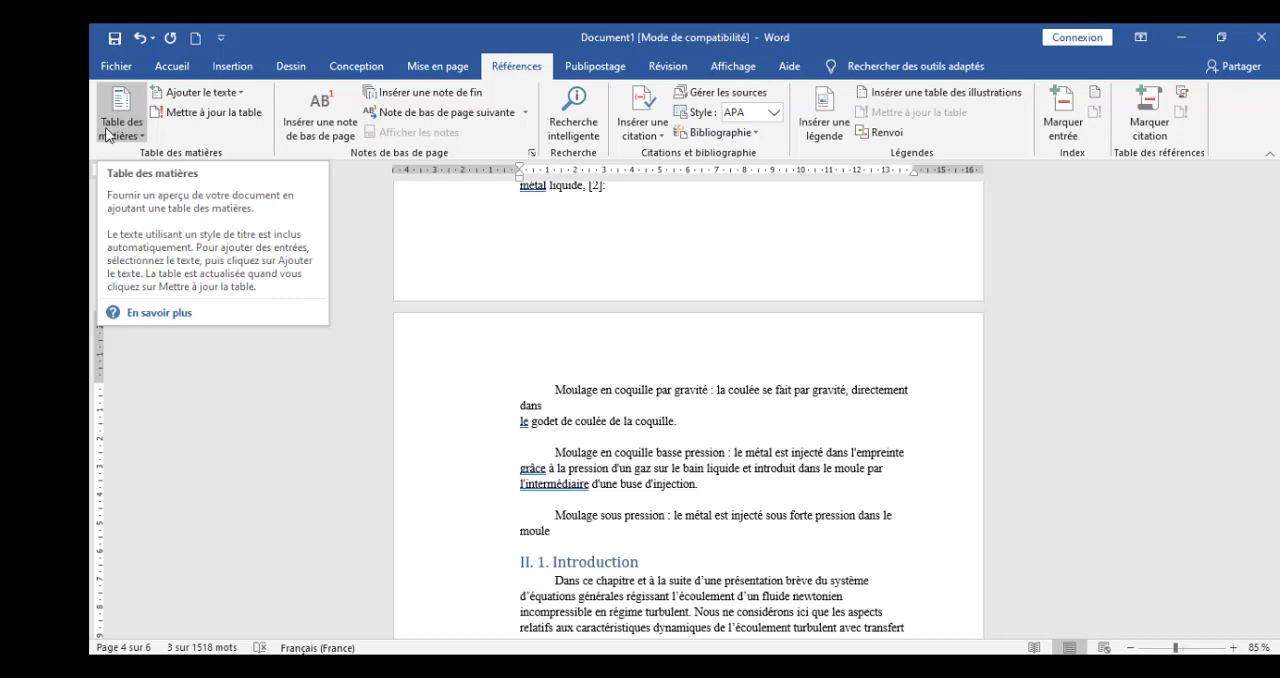 Document1 [Mode de compatibilité] - Word
Connexion
Fichier Accueil Insertion Dessin Conception Mise en page Références Publipostage Révision Affichage Aide Rechercher des outils adaptés Partager
Table des matières
Ajouter le texte
Mettre à jour la table
Table des matières
AB1
Insérer une note de bas de page
Insérer une note de fin
Note de bas de page suivante
Afficher les notes
Notes de bas de page
Recherche intelligente
Recherche
Insérer une citation
Gérer les sources
Style : APA
Bibliographie
Citations et bibliographie
Insérer une légende
Insérer une table des illustrations
Mettre à jour la table
Renvoi
Légendes
Marquer entrée
Index
Marquer citation
Table des références
Table des matières
Fournir un aperçu de votre document en
ajoutant une table des matières.
Le texte utilisant un style de titre est inclus
automatiquement. Pour ajouter des entrées,
sélectionnez le texte, puis cliquez sur Ajouter
le texte. La table est actualisée quand vous
cliquez sur Mettre à jour la table.
? En savoir plus
métal liquide, [2]:
Moulage en coquille par gravité : la coulée se fait par gravité, directement
dans
le godet de coulée de la coquille.
Moulage en coquille basse pression : le métal est injecté dans l'empreinte
grâce à la pression d'un gaz sur le bain liquide et introduit dans le moule par
l'intermédiaire d'une buse d'injection.
Moulage sous pression : le métal est injecté sous forte pression dans le
moule
II. 1. Introduction
Dans ce chapitre et à la suite d’une présentation brève du système
d’équations générales régissant l’écoulement d’un fluide newtonien
incompressible en régime turbulent. Nous ne considérons ici que les aspects
relatifs aux caractéristiques dynamiques de l’écoulement turbulent avec transfert
Page 4 sur 6 3 sur 1518 mots Français (France) 85 %